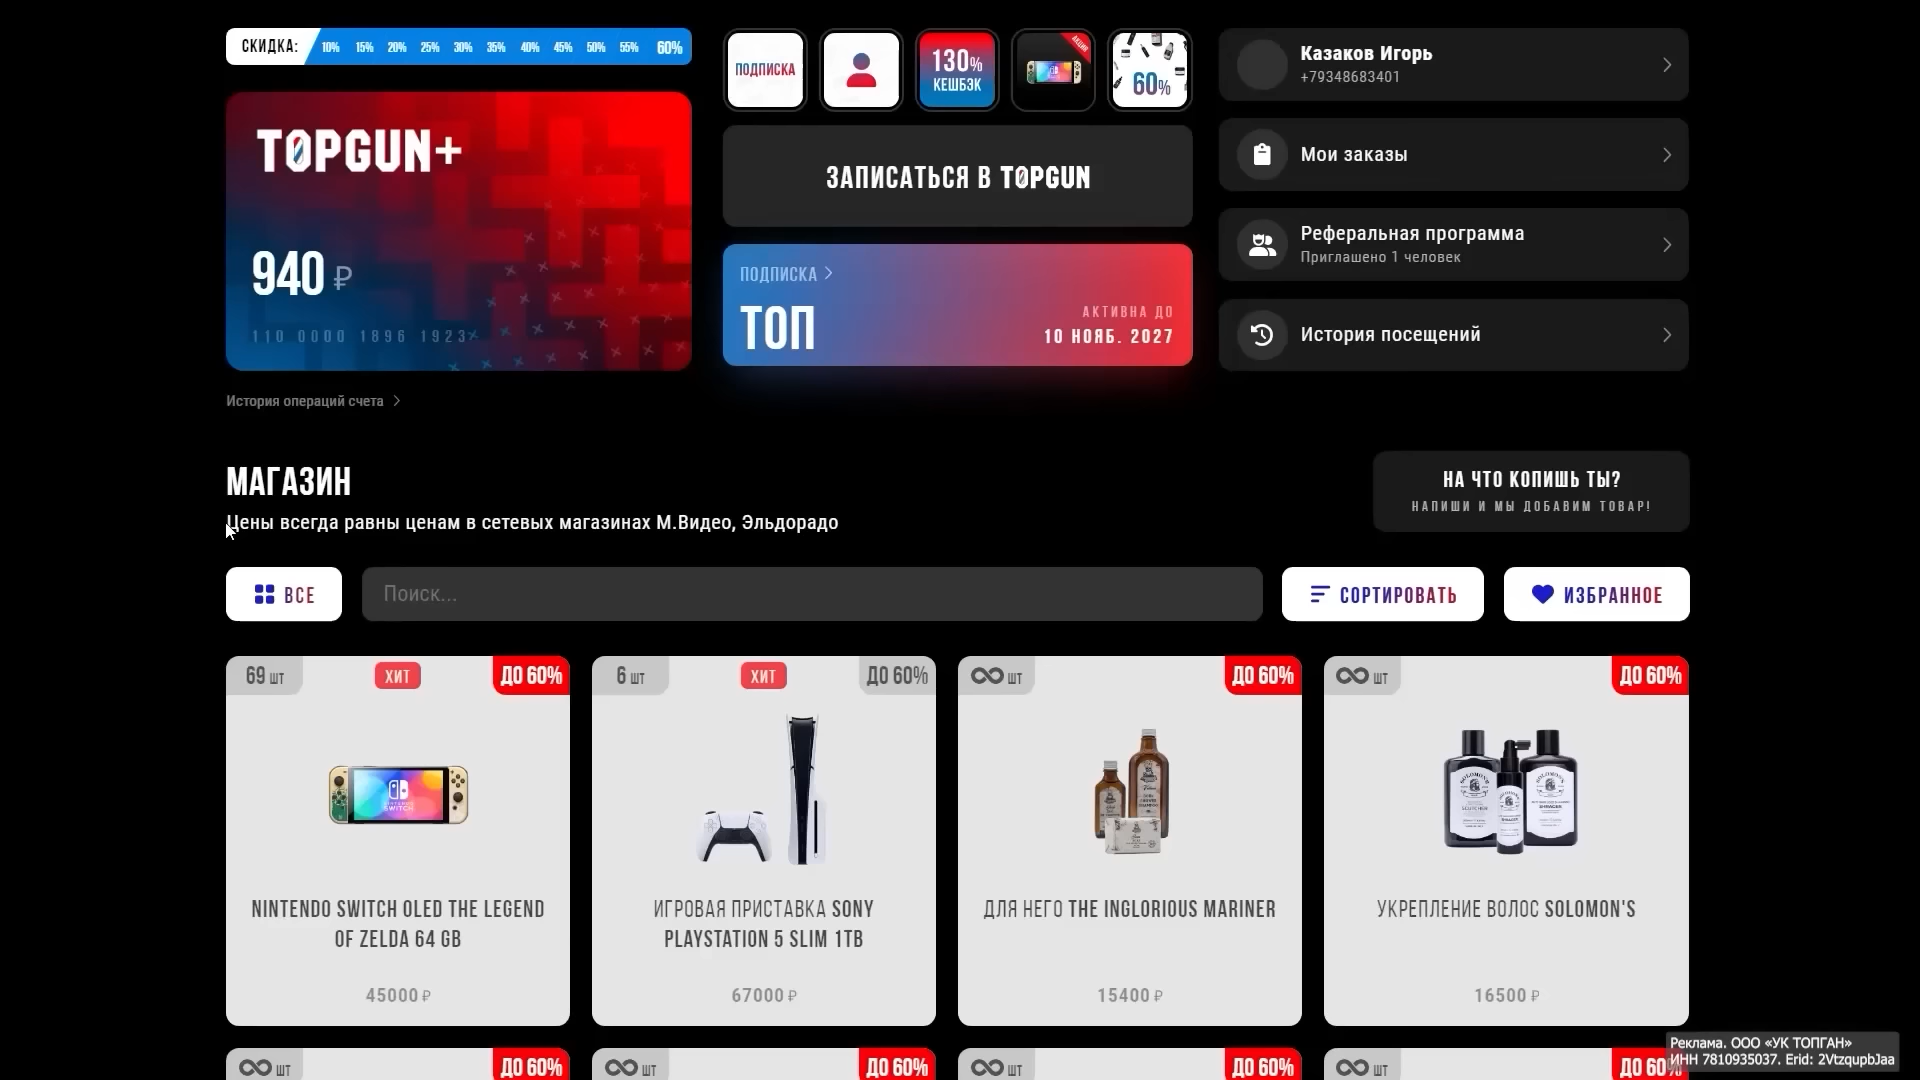 СКИДКА: 10% 15% 20% 25% 30% 35% 40% 45% 50% 55% 60%
TOPGUN+
940 ₽
110 0000 1896 1923
История операций счета
ПОДПИСКА
130%
КЕШБЭК
АКЦИЯ
60%
ЗАПИСАТЬСЯ В TOPGUN
ПОДПИСКА
ТОП
АКТИВНА ДО
10 НОЯБ. 2027
Казаков Игорь
+79348683401
Мои заказы
Реферальная программа
Приглашено 1 человек
История посещений
МАГАЗИН
Цены всегда равны ценам в сетевых магазинах М.Видео, Эльдорадо
НА ЧТО КОПИШЬ ТЫ?
НАПИШИ И МЫ ДОБАВИМ ТОВАР!
ВСЕ
Поиск...
СОРТИРОВАТЬ
ИЗБРАННОЕ
69 шт ХИТ ДО 60%
NINTENDO SWITCH OLED THE LEGEND
OF ZELDA 64 GB
45000 ₽
6 шт ХИТ ДО 60%
ИГРОВАЯ ПРИСТАВКА SONY
PLAYSTATION 5 SLIM 1TB
67000 ₽
∞ шт ДО 60%
ДЛЯ НЕГО THE INGLORIOUS MARINER
15400 ₽
∞ шт ДО 60%
УКРЕПЛЕНИЕ ВОЛОС SOLOMON'S
16500 ₽
∞ шт ДО 60%
∞ шт ДО 60%
∞ шт ДО 60%
∞ шт ДО 60%
Реклама. ООО «УК ТОПГАН»
ИНН 7810935037. Erid: 2VtzqupbJaa